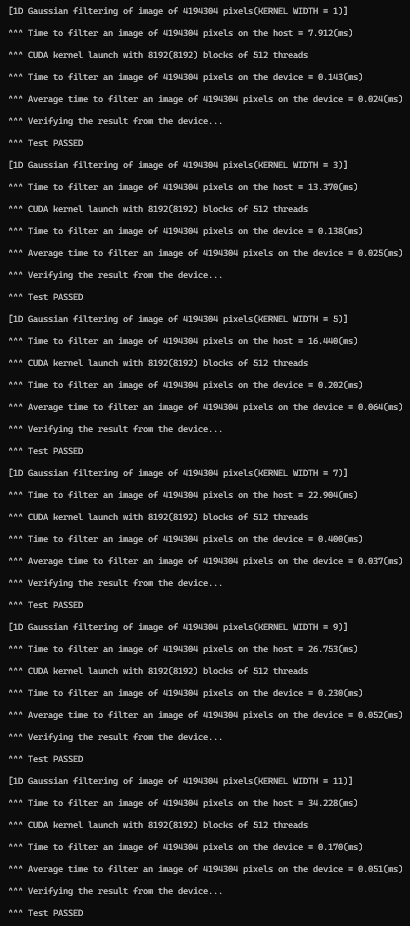 [1D Gaussian filtering of image of 4194304 pixels(KERNEL WIDTH = 1)]
^^^ Time to filter an image of 4194304 pixels on the host = 7.912(ms)
^^^ CUDA kernel launch with 8192(8192) blocks of 512 threads
^^^ Time to filter an image of 4194304 pixels on the device = 0.143(ms)
^^^ Average time to filter an image of 4194304 pixels on the device = 0.024(ms)
^^^ Verifying the result from the device...
^^^ Test PASSED
[1D Gaussian filtering of image of 4194304 pixels(KERNEL WIDTH = 3)]
^^^ Time to filter an image of 4194304 pixels on the host = 13.370(ms)
^^^ CUDA kernel launch with 8192(8192) blocks of 512 threads
^^^ Time to filter an image of 4194304 pixels on the device = 0.138(ms)
^^^ Average time to filter an image of 4194304 pixels on the device = 0.025(ms)
^^^ Verifying the result from the device...
^^^ Test PASSED
[1D Gaussian filtering of image of 4194304 pixels(KERNEL WIDTH = 5)]
^^^ Time to filter an image of 4194304 pixels on the host = 16.440(ms)
^^^ CUDA kernel launch with 8192(8192) blocks of 512 threads
^^^ Time to filter an image of 4194304 pixels on the device = 0.202(ms)
^^^ Average time to filter an image of 4194304 pixels on the device = 0.064(ms)
^^^ Verifying the result from the device...
^^^ Test PASSED
[1D Gaussian filtering of image of 4194304 pixels(KERNEL WIDTH = 7)]
^^^ Time to filter an image of 4194304 pixels on the host = 22.904(ms)
^^^ CUDA kernel launch with 8192(8192) blocks of 512 threads
^^^ Time to filter an image of 4194304 pixels on the device = 0.400(ms)
^^^ Average time to filter an image of 4194304 pixels on the device = 0.037(ms)
^^^ Verifying the result from the device...
^^^ Test PASSED
[1D Gaussian filtering of image of 4194304 pixels(KERNEL WIDTH = 9)]
^^^ Time to filter an image of 4194304 pixels on the host = 26.753(ms)
^^^ CUDA kernel launch with 8192(8192) blocks of 512 threads
^^^ Time to filter an image of 4194304 pixels on the device = 0.230(ms)
^^^ Average time to filter an image of 4194304 pixels on the device = 0.052(ms)
^^^ Verifying the result from the device...
^^^ Test PASSED
[1D Gaussian filtering of image of 4194304 pixels(KERNEL WIDTH = 11)]
^^^ Time to filter an image of 4194304 pixels on the host = 34.228(ms)
^^^ CUDA kernel launch with 8192(8192) blocks of 512 threads
^^^ Time to filter an image of 4194304 pixels on the device = 0.170(ms)
^^^ Average time to filter an image of 4194304 pixels on the device = 0.051(ms)
^^^ Verifying the result from the device...
^^^ Test PASSED